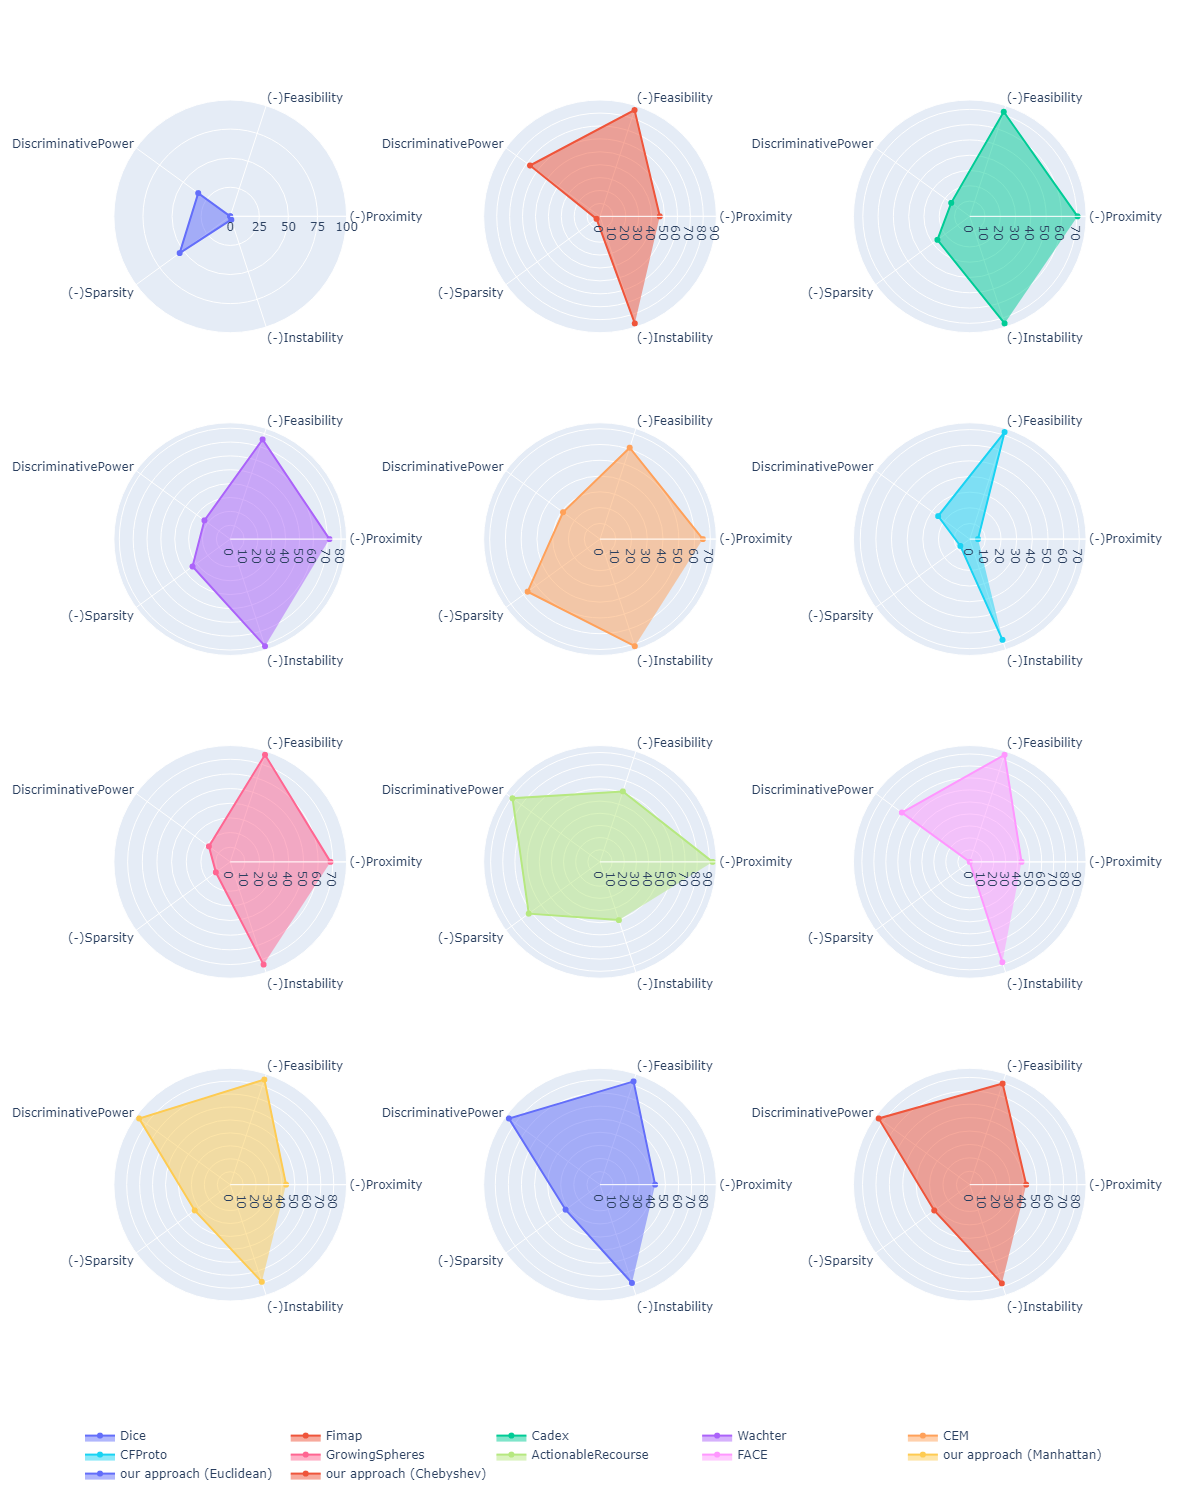 (-)Feasibility (-)Feasibility (-)Feasibility
DiscriminativePower DiscriminativePower DiscriminativePower
(-)Proximity (-)Proximity (-)Proximity
0 25 50 75 100
0 10 20 30 40 50 60 70 80 90
0 10 20 30 40 50 60 70
(-)Sparsity (-)Sparsity (-)Sparsity
(-)Instability (-)Instability (-)Instability
(-)Feasibility (-)Feasibility (-)Feasibility
DiscriminativePower DiscriminativePower DiscriminativePower
(-)Proximity (-)Proximity (-)Proximity
0 10 20 30 40 50 60 70 80
0 10 20 30 40 50 60 70
0 10 20 30 40 50 60 70
(-)Sparsity (-)Sparsity (-)Sparsity
(-)Instability (-)Instability (-)Instability
(-)Feasibility (-)Feasibility (-)Feasibility
DiscriminativePower DiscriminativePower DiscriminativePower
(-)Proximity (-)Proximity (-)Proximity
0 10 20 30 40 50 60 70
0 10 20 30 40 50 60 70 80 90
0 10 20 30 40 50 60 70 80 90
(-)Sparsity (-)Sparsity (-)Sparsity
(-)Instability (-)Instability (-)Instability
(-)Feasibility (-)Feasibility (-)Feasibility
DiscriminativePower DiscriminativePower DiscriminativePower
(-)Proximity (-)Proximity (-)Proximity
0 10 20 30 40 50 60 70 80
0 10 20 30 40 50 60 70 80
0 10 20 30 40 50 60 70 80
(-)Sparsity (-)Sparsity (-)Sparsity
(-)Instability (-)Instability (-)Instability
Dice Fimap Cadex Wachter CEM
CFProto GrowingSpheres ActionableRecourse FACE our approach (Manhattan)
our approach (Euclidean) our approach (Chebyshev)